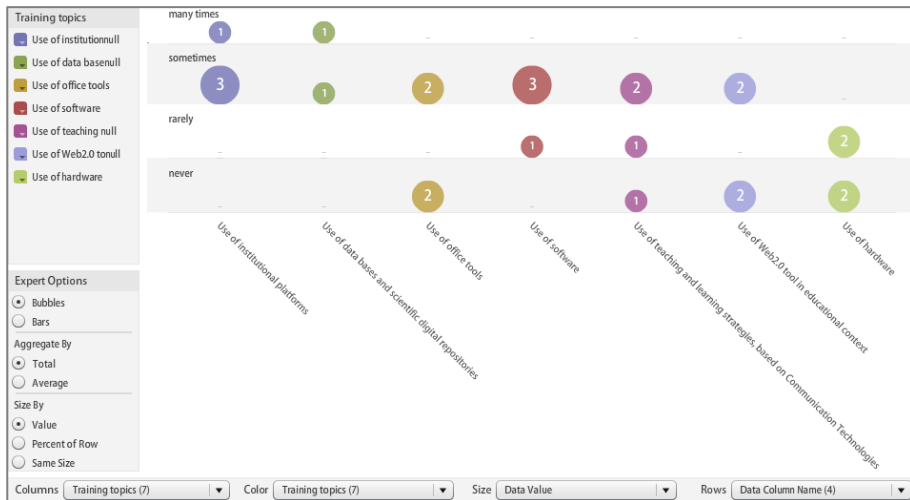 Training topics
Use of institutionnull
Use of data basenull
Use of office tools
Use of software
Use of teaching null
Use of Web2.0 tonull
Use of hardware
Expert Options
Bubbles
Bars
Aggregate By
Total
Average
Size By
Value
Percent of Row
Same Size
many times
1 1
sometimes
3 1 2 3 2 2
rarely
1 1 2
never
2 1 2 2
Use of institutional platforms
Use of data bases and scientific digital repositories
Use of office tools
Use of software
Use of teaching and learning strategies, based on Communication Technologies
Use of Web2.0 tool in educational context
Use of hardware
Columns Training topics (7) Color Training topics (7) Size Data Value Rows Data Column Name (4)